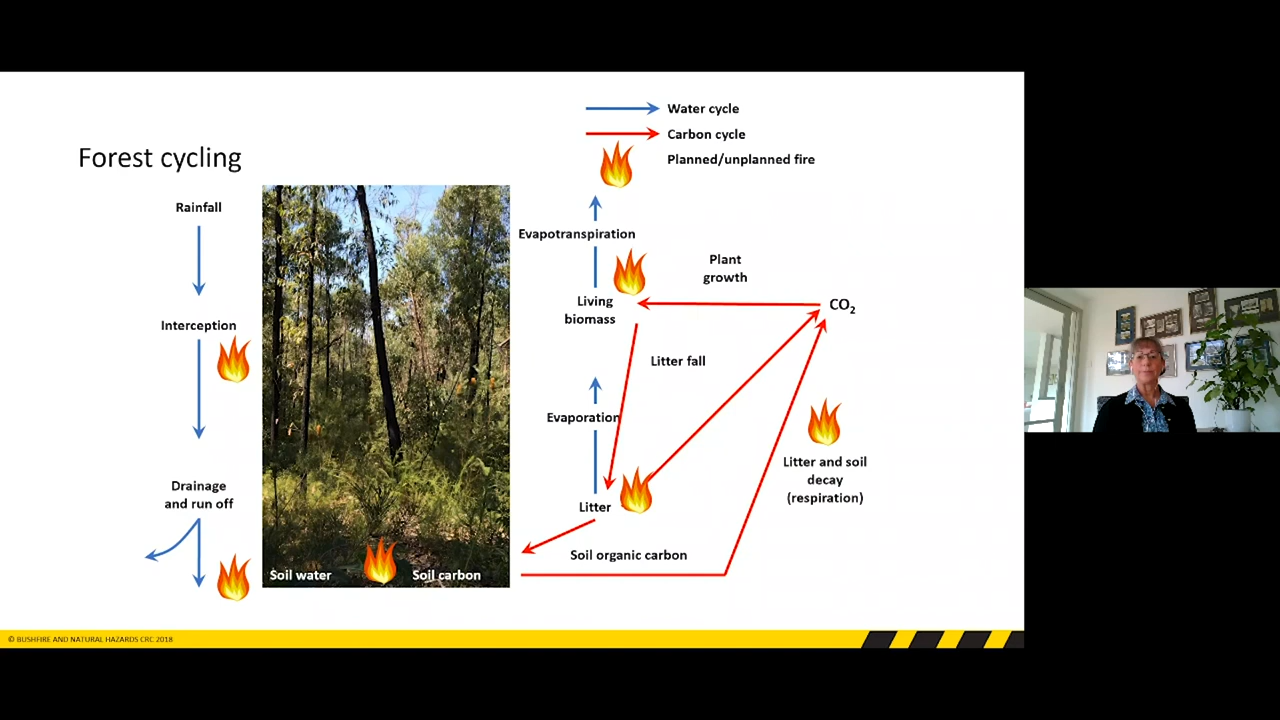 Water cycle
Carbon cycle
Planned/unplanned fire
Forest cycling
Rainfall
Interception
Drainage
and run off
Soil water
Soil carbon
Evapotranspiration
Living
biomass
Plant
growth
CO₂
Litter fall
Evaporation
Litter
Litter and soil
decay
(respiration)
Soil organic carbon
© BUSHFIRE AND NATURAL HAZARDS CRC 2018